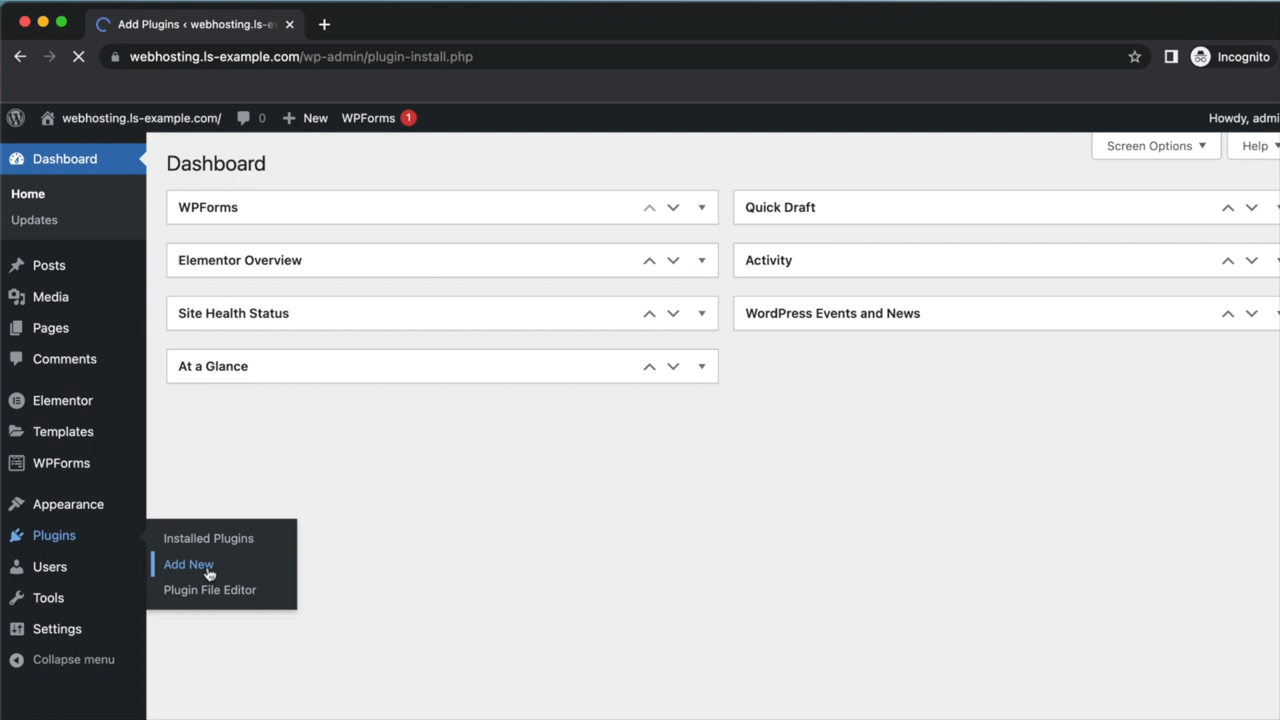 Add Plugins ‹ webhosting.ls-e
webhosting.ls-example.com/wp-admin/plugin-install.php
Incognito
webhosting.ls-example.com/
0
New
WPForms
1
Howdy, admi
Dashboard
Home
Updates
Posts
Media
Pages
Comments
Elementor
Templates
WPForms
Appearance
Plugins
Users
Tools
Settings
Collapse menu
Installed Plugins
Add New
Plugin File Editor
Screen Options
Help
Dashboard
WPForms
Elementor Overview
Site Health Status
At a Glance
Quick Draft
Activity
WordPress Events and News